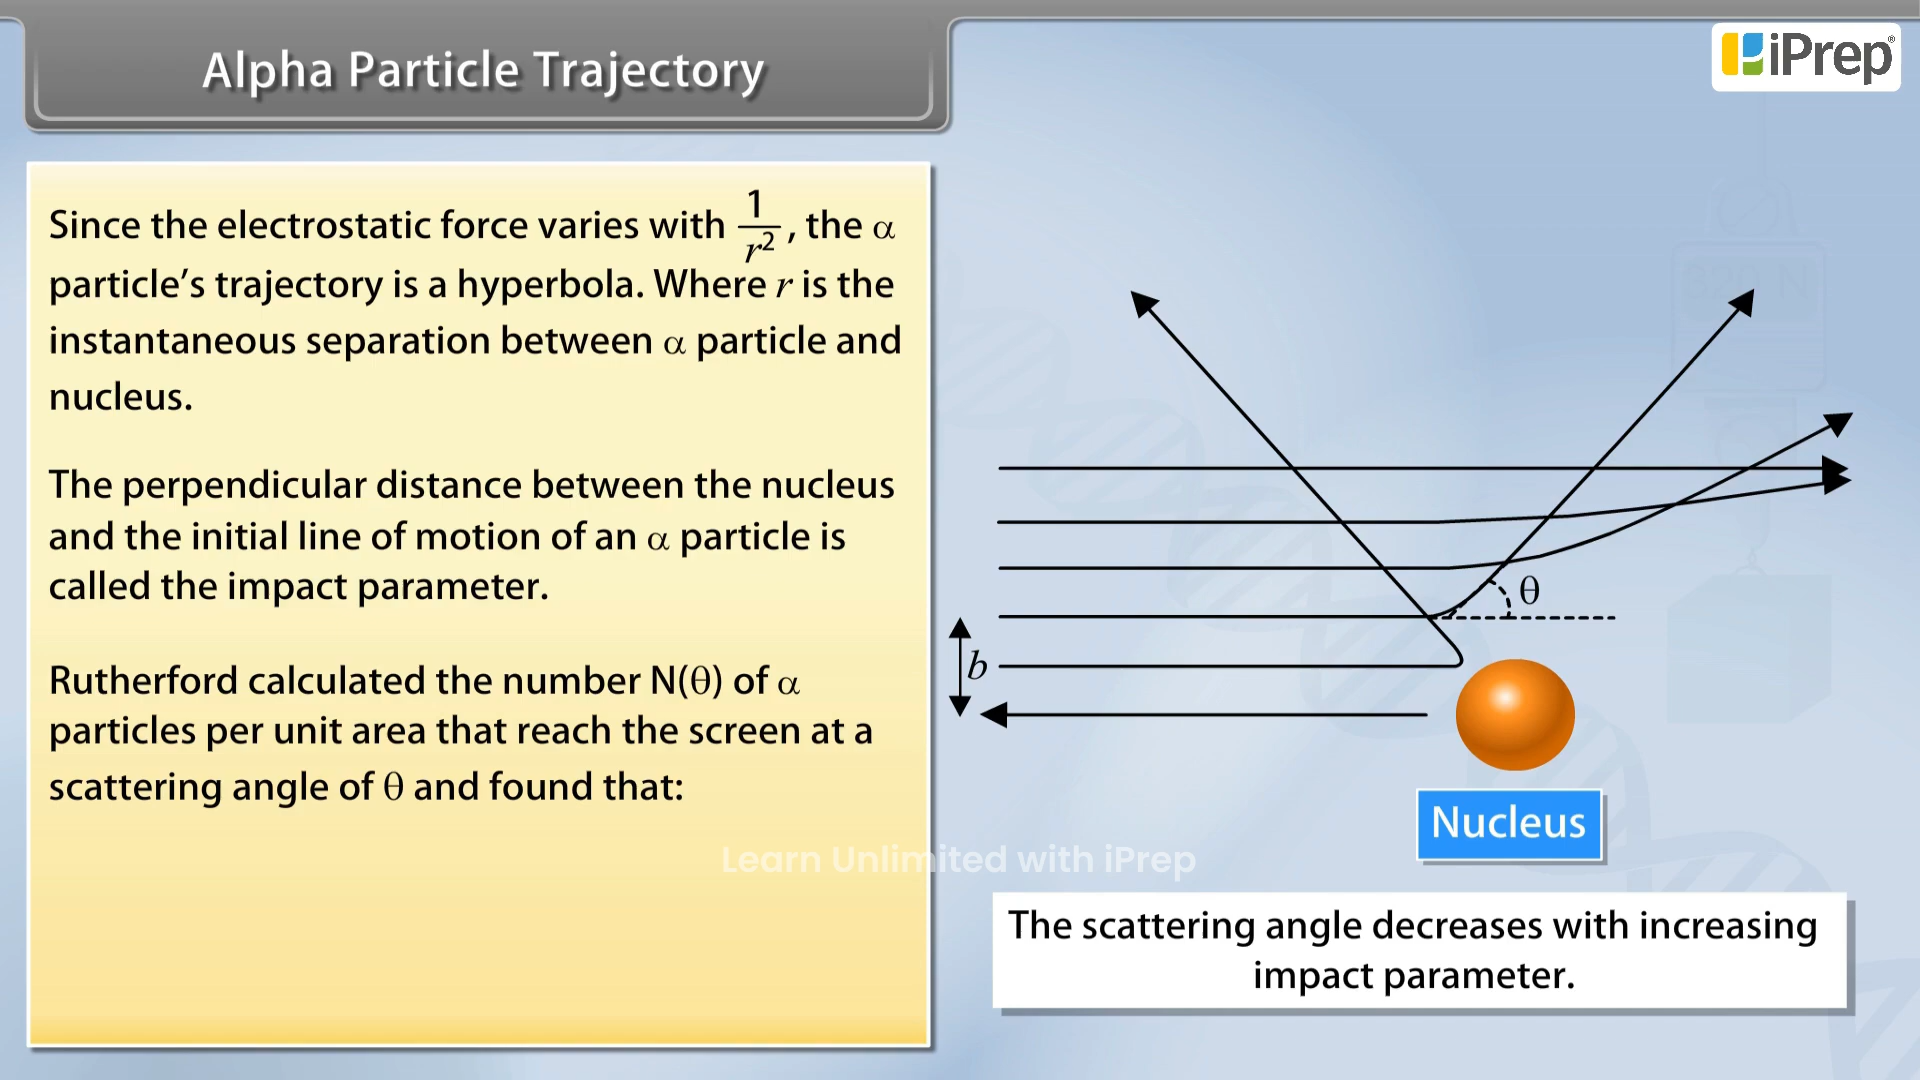 Alpha Particle Trajectory
iPrep®
Since the electrostatic force varies with 1/r², the α
particle's trajectory is a hyperbola. Where r is the
instantaneous separation between α particle and
nucleus.
The perpendicular distance between the nucleus
and the initial line of motion of an α particle is
called the impact parameter.
Rutherford calculated the number N(θ) of α
particles per unit area that reach the screen at a
scattering angle of θ and found that:
320 N
θ
b
Nucleus
Learn Unlimited with iPrep
The scattering angle decreases with increasing
impact parameter.